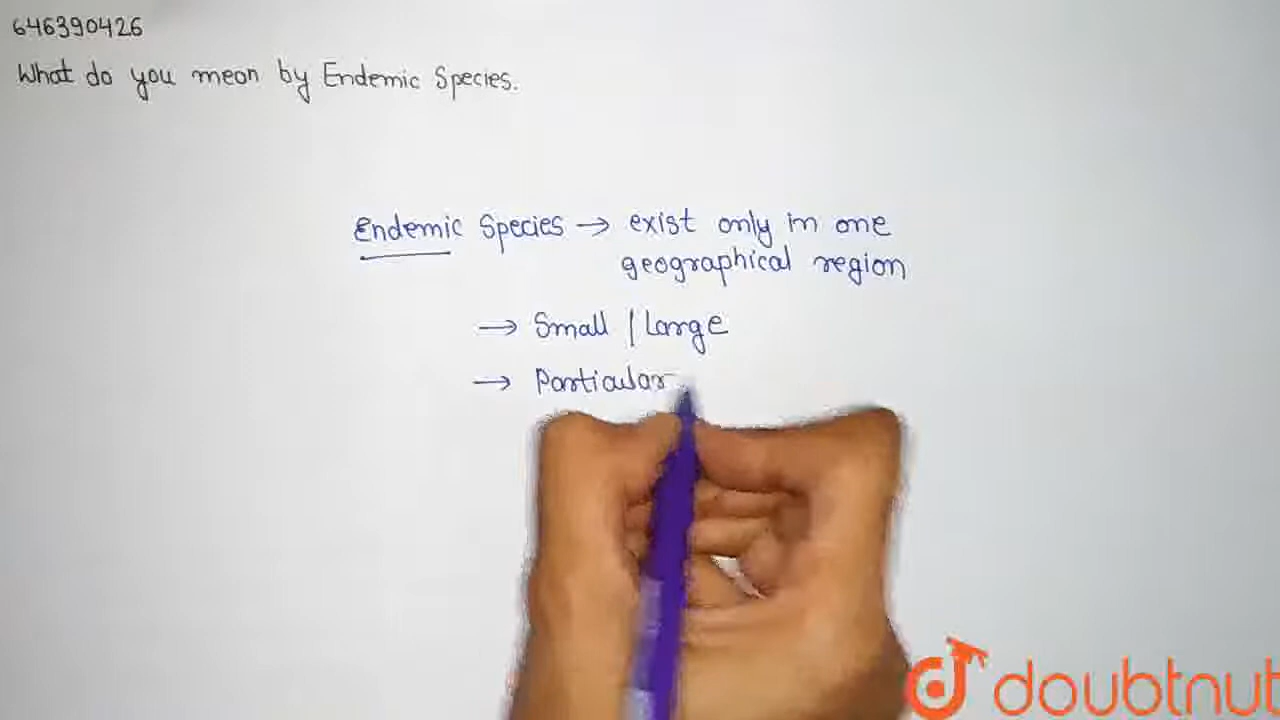 646390426
What do you mean by Endemic Species.
Endemic Species → exist only in one
geographical region
→ Small / Large
→ Particular
doubtnut